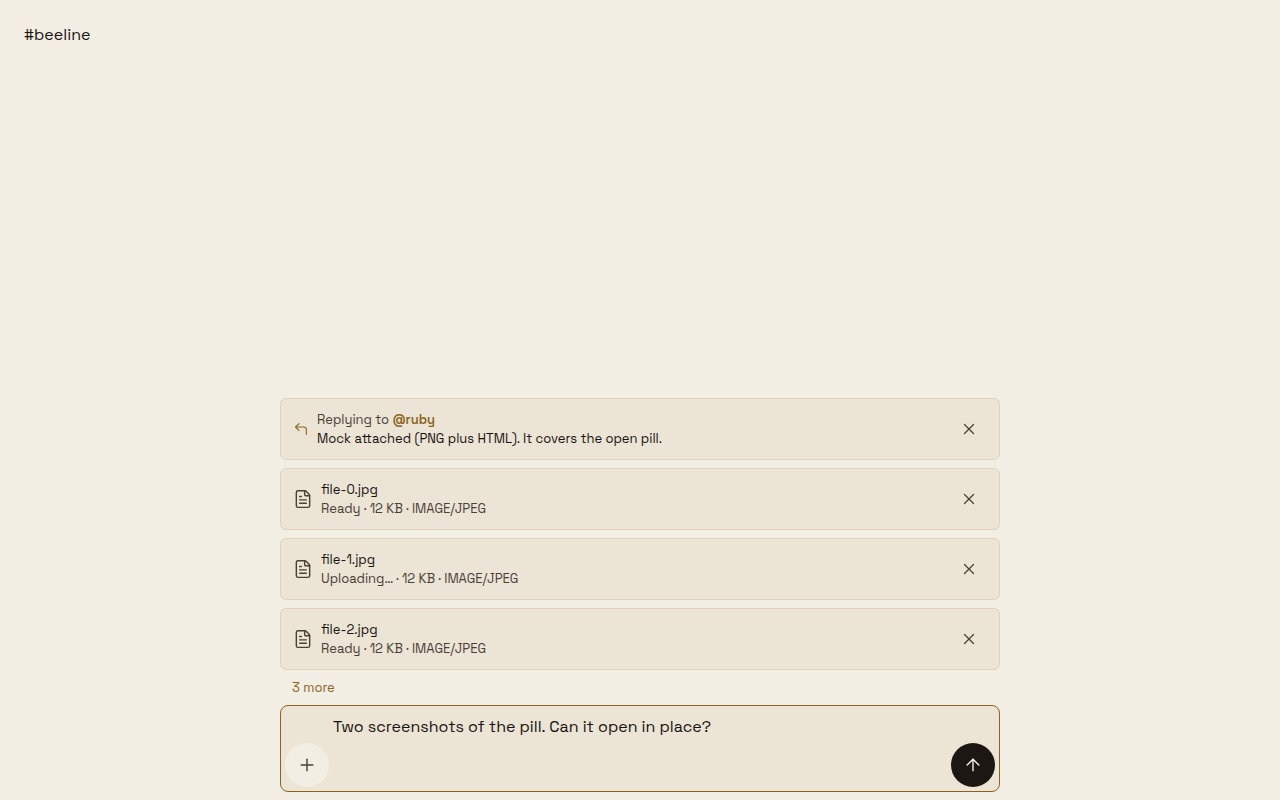 #beeline
Replying to @ruby
Mock attached (PNG plus HTML). It covers the open pill.
file-0.jpg
Ready · 12 KB · IMAGE/JPEG
file-1.jpg
Uploading… · 12 KB · IMAGE/JPEG
file-2.jpg
Ready · 12 KB · IMAGE/JPEG
3 more
Two screenshots of the pill. Can it open in place?